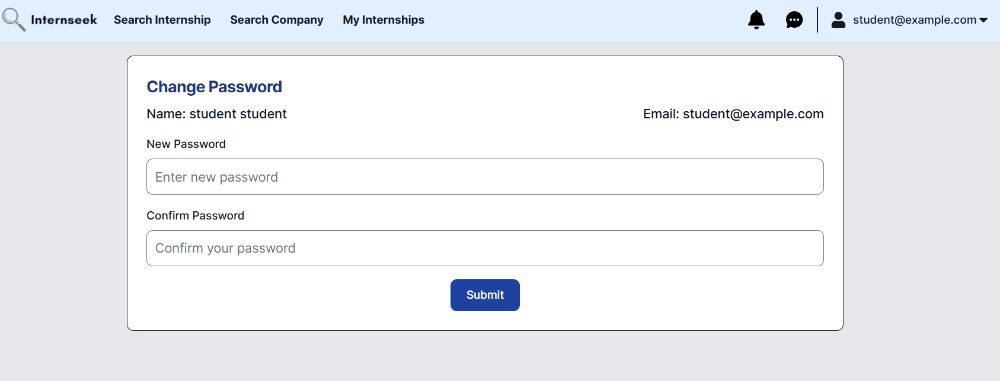 Internseek Search Internship Search Company My Internships student@example.com
Change Password
Name: student student Email: student@example.com
New Password
Enter new password
Confirm Password
Confirm your password
Submit